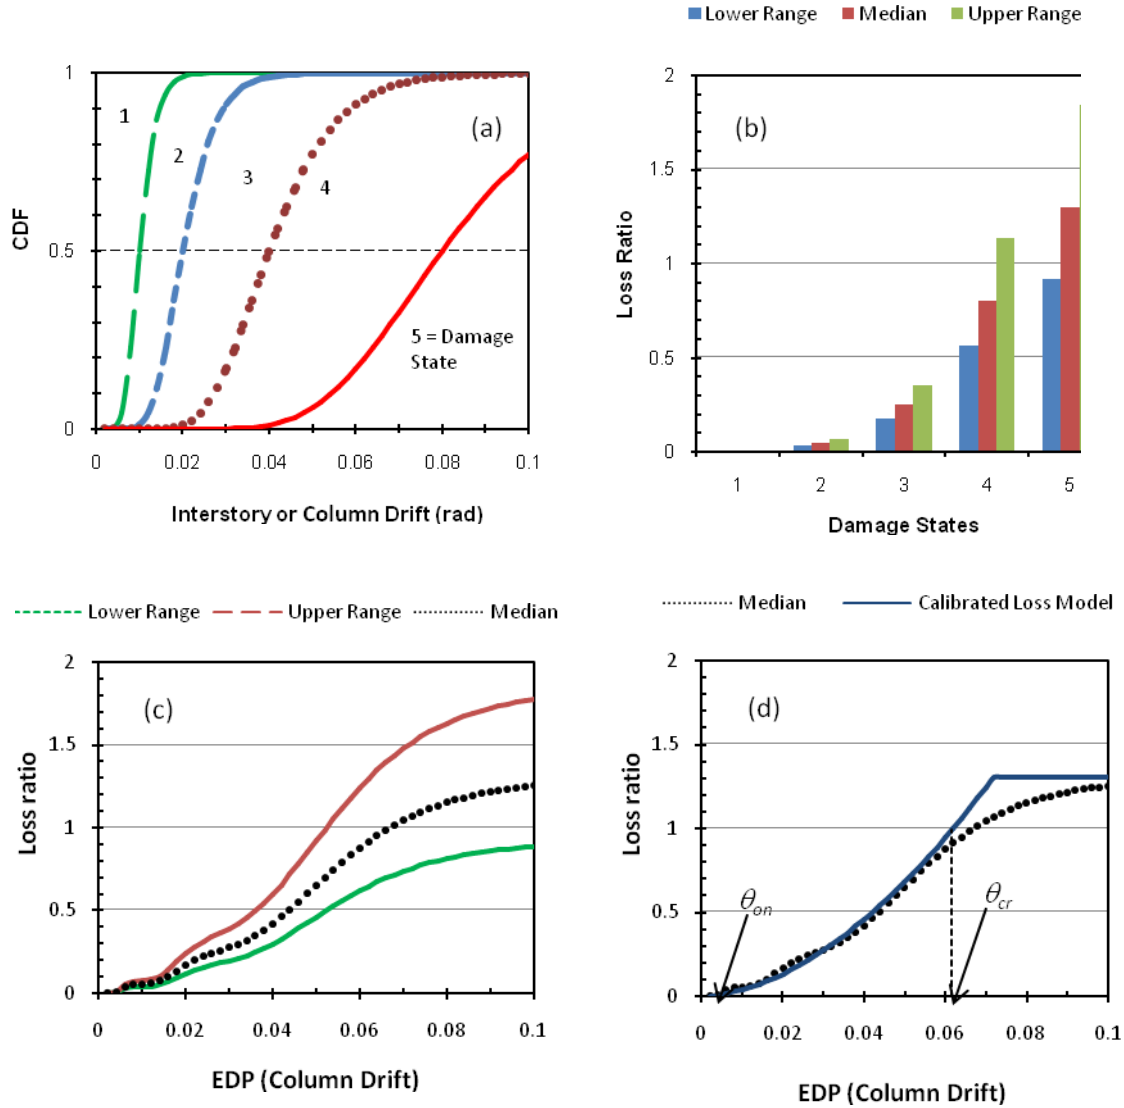 Lower Range Median Upper Range
1
0.5
0
CDF
1
2
3
4
(a)
5 = Damage
State
0 0.02 0.04 0.06 0.08 0.1
Interstory or Column Drift (rad)
2
1.5
1
0.5
0
Loss Ratio
(b)
1 2 3 4 5
Damage States
Lower Range Upper Range Median
2
1.5
1
0.5
0
Loss ratio
(c)
0 0.02 0.04 0.06 0.08 0.1
EDP (Column Drift)
Median Calibrated Loss Model
2
1.5
1
0.5
0
Loss ratio
(d)
θon
θcr
0 0.02 0.04 0.06 0.08 0.1
EDP (Column Drift)